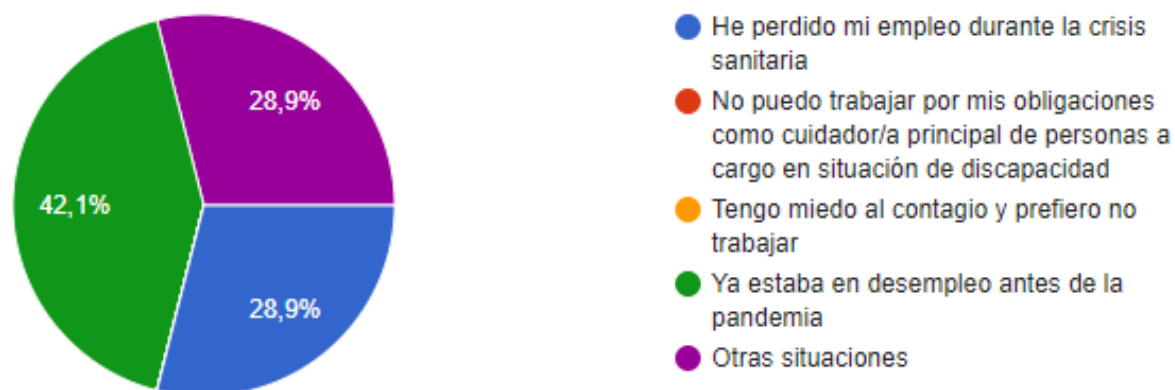 28,9%
42,1%
28,9%
He perdido mi empleo durante la crisis
sanitaria
No puedo trabajar por mis obligaciones
como cuidador/a principal de personas a
cargo en situación de discapacidad
Tengo miedo al contagio y prefiero no
trabajar
Ya estaba en desempleo antes de la
pandemia
Otras situaciones